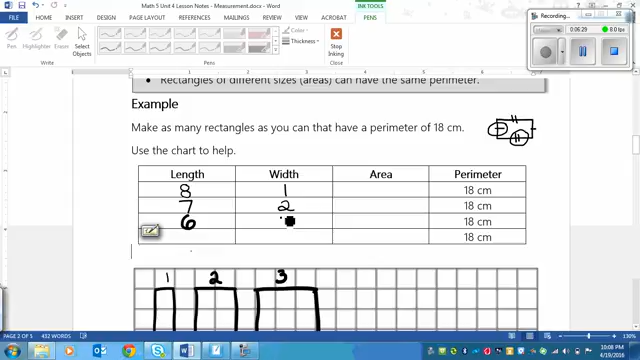 Math 5 Unit 4 Lesson Notes - Measurement.docx - Word
INK TOOLS
Recording...
0:06:29
8.0 fps
FILE HOME INSERT DESIGN PAGE LAYOUT REFERENCES MAILINGS REVIEW VIEW ADD-INS ACROBAT PENS
Pen Highlighter Eraser Select Objects
Color
Thickness
Stop Inking
Write
Pens
Rectangles of different sizes (areas) can have the same perimeter.
Example
Make as many rectangles as you can that have a perimeter of 18 cm.
Use the chart to help.
Length Width Area Perimeter
8 1 18 cm
7 2 18 cm
6 18 cm
18 cm
1 2 3
PAGE 2 OF 5 432 WORDS
130%
10:08 PM
4/19/2016